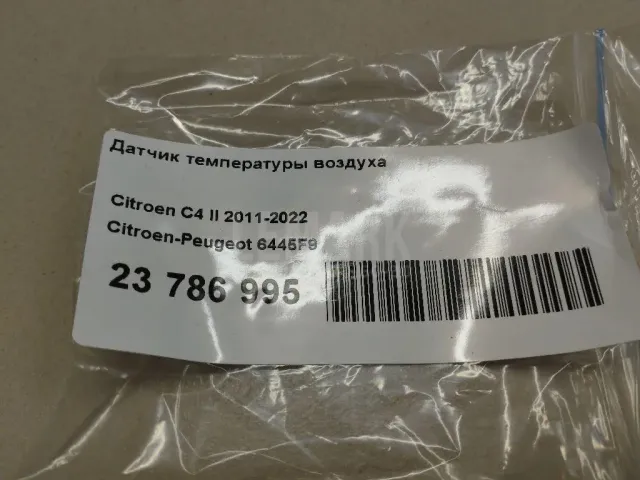 Датчик температуры воздуха
Citroen C4 II 2011-2022
Citroen-Peugeot 6445F9
23 786 995